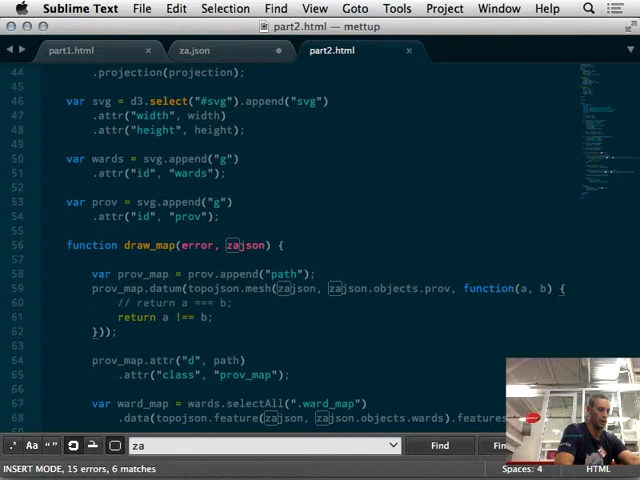 Sublime Text File Edit Selection Find View Goto Tools Project Window Help
part2.html — mettup
part1.html za.json part2.html
44 .projection(projection);
45
46 var svg = d3.select("#svg").append("svg")
47 .attr("width", width)
48 .attr("height", height);
49
50 var wards = svg.append("g")
51 .attr("id", "wards");
52
53 var prov = svg.append("g")
54 .attr("id", "prov");
55
56 function draw_map(error, zajson) {
57
58 var prov_map = prov.append("path");
59 prov_map.datum(topojson.mesh(zajson, zajson.objects.prov, function(a, b) {
60 // return a === b;
61 return a !== b;
62 }));
63
64 prov_map.attr("d", path)
65 .attr("class", "prov_map");
66
67 var ward_map = wards.selectAll(".ward_map")
68 .data(topojson.feature(zajson, zajson.objects.wards).features
.* Aa “” za Find Fin
INSERT MODE, 15 errors, 6 matches Spaces: 4 HTML